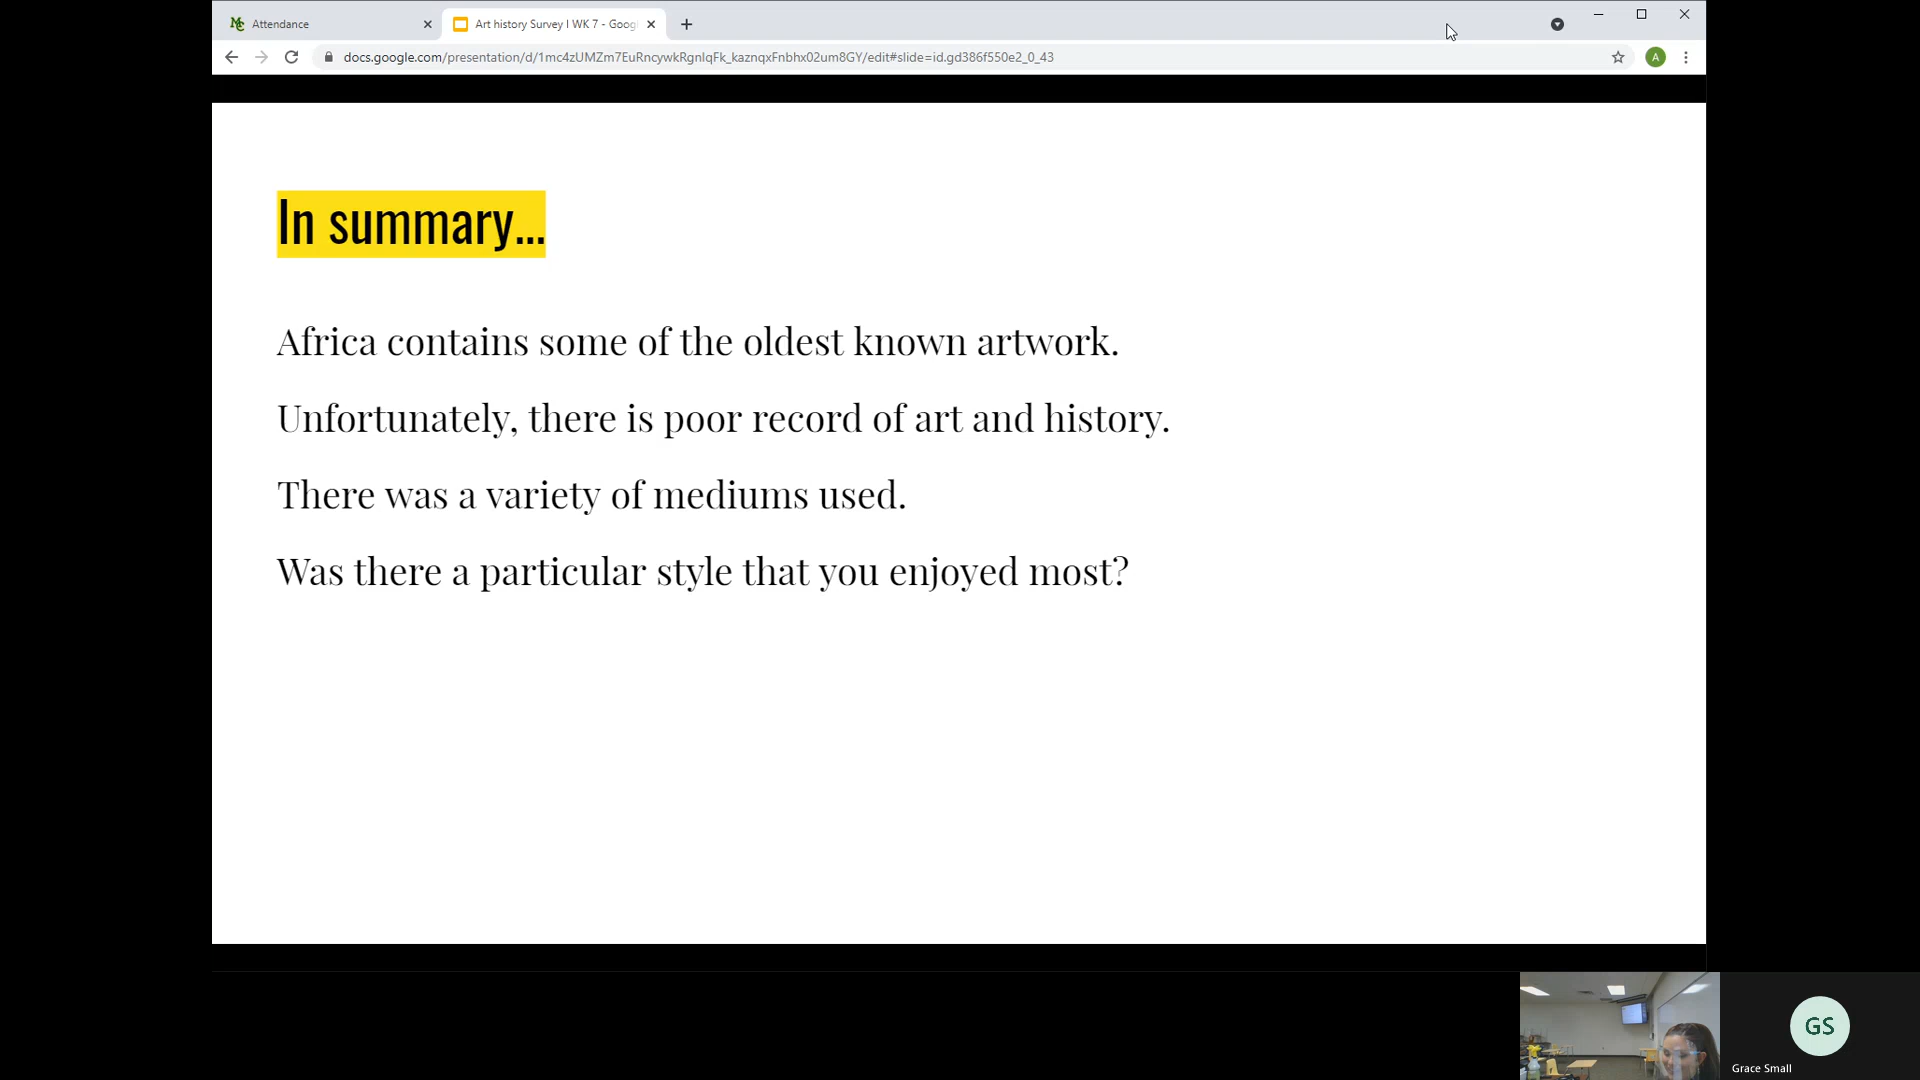 Attendance
Art history Survey I WK 7 - Goog
docs.google.com/presentation/d/1mc4zUMZm7EuRncywkRgnlqFk_kaznqxFnbhx02um8GY/edit#slide=id.gd386f550e2_0_43
A
In summary...
Africa contains some of the oldest known artwork.
Unfortunately, there is poor record of art and history.
There was a variety of mediums used.
Was there a particular style that you enjoyed most?
GS
Grace Small